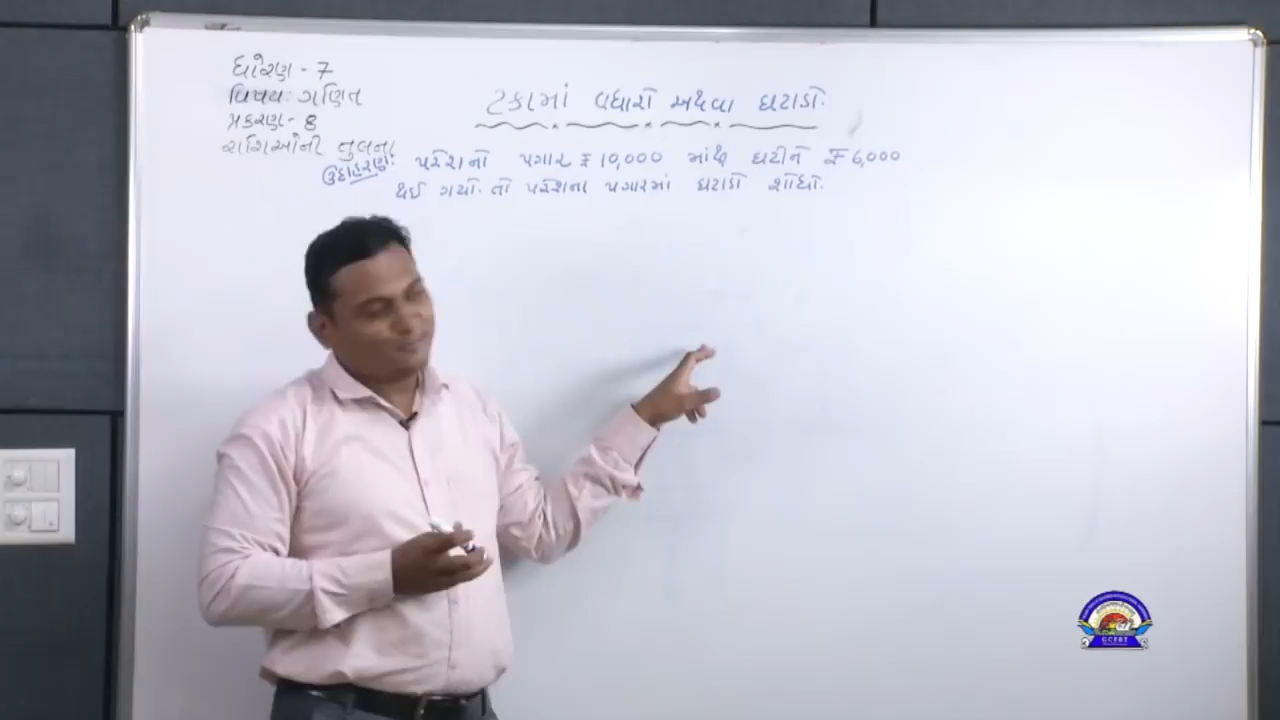 ધોરણ - 7
વિષય: ગણિત
પ્રકરણ - 8
રાશિઓની તુલના
ટકામાં વધારો અથવા ઘટાડો.
ઉદાહરણ: પરેશનો પગાર ₹ 10,000 માંથી ઘટીને ₹ 6,000
થઈ ગયો. તો પરેશના પગારમાં ઘટાડો શોધો.
GCERT